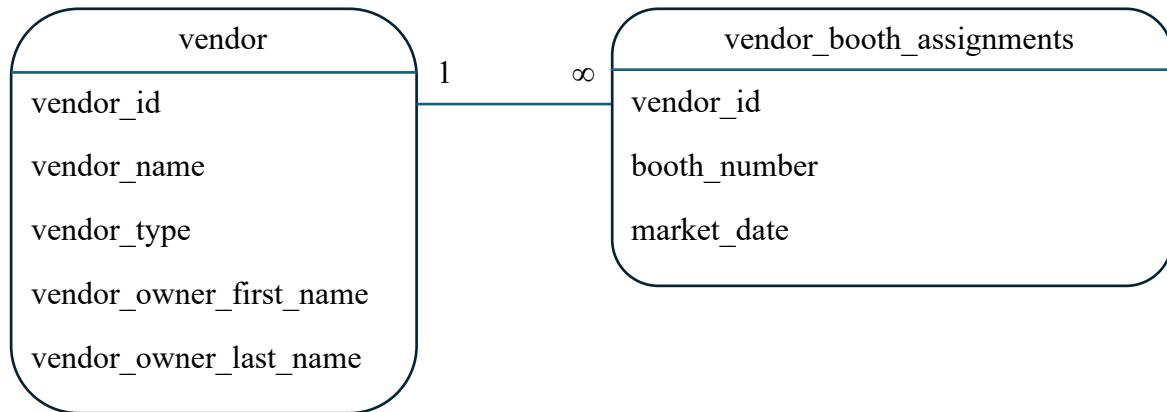 vendor
vendor_id
vendor_name
vendor_type
vendor_owner_first_name
vendor_owner_last_name
1
∞
vendor_booth_assignments
vendor_id
booth_number
market_date